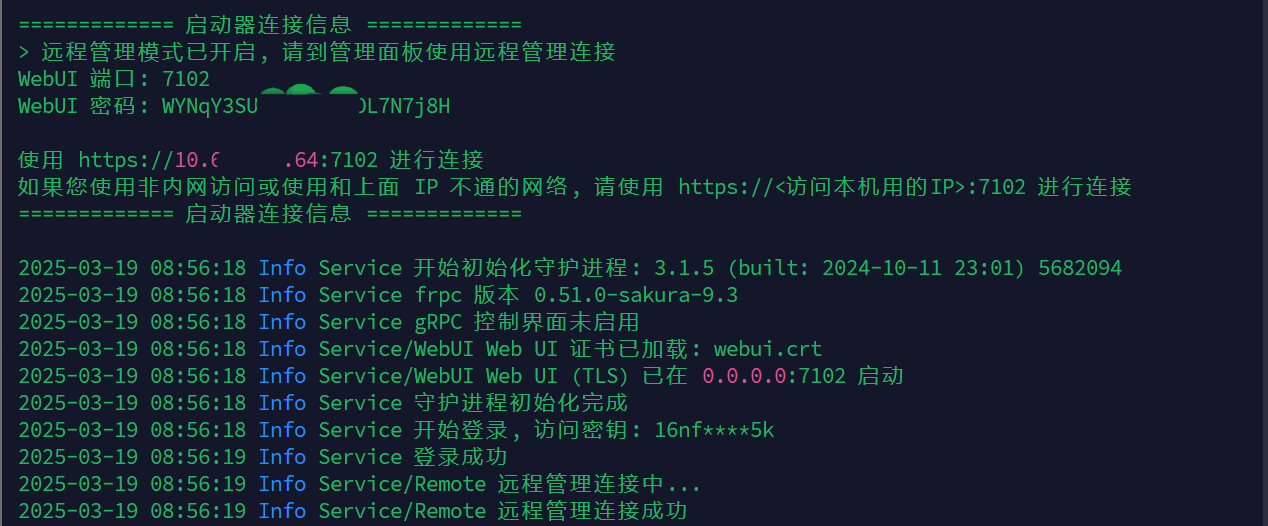 ============= 启动器连接信息 =============
> 远程管理模式已开启, 请到管理面板使用远程管理连接
WebUI 端口: 7102
WebUI 密码: WYNqY3SU L7N7j8H

使用 https://10. .64:7102 进行连接
如果您使用非内网访问或使用和上面 IP 不通的网络, 请使用 https://<访问本机用的IP>:7102 进行连接
============= 启动器连接信息 =============

2025-03-19 08:56:18 Info Service 开始初始化守护进程: 3.1.5 (built: 2024-10-11 23:01) 5682094
2025-03-19 08:56:18 Info Service frpc 版本 0.51.0-sakura-9.3
2025-03-19 08:56:18 Info Service gRPC 控制界面未启用
2025-03-19 08:56:18 Info Service/WebUI Web UI 证书已加载: webui.crt
2025-03-19 08:56:18 Info Service/WebUI Web UI (TLS) 已在 0.0.0.0:7102 启动
2025-03-19 08:56:18 Info Service 守护进程初始化完成
2025-03-19 08:56:18 Info Service 开始登录, 访问密钥: 16nf****5k
2025-03-19 08:56:19 Info Service 登录成功
2025-03-19 08:56:19 Info Service/Remote 远程管理连接中...
2025-03-19 08:56:19 Info Service/Remote 远程管理连接成功